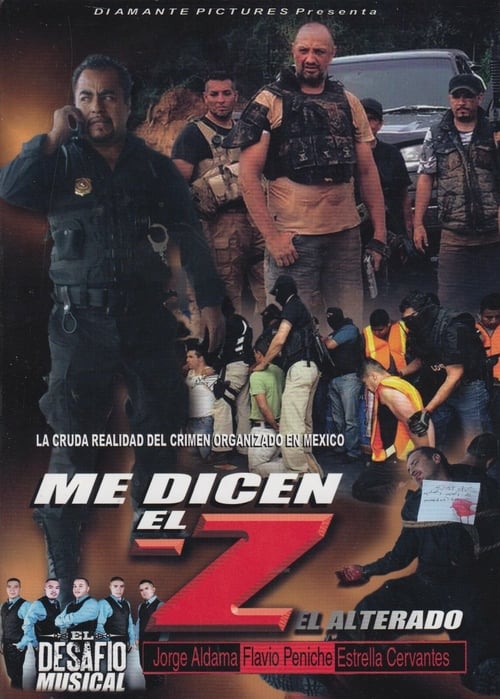 DIAMANTE PICTURES Presenta
LA CRUDA REALIDAD DEL CRIMEN ORGANIZADO EN MEXICO
ME DICEN
EL
"Z"
EL ALTERADO
EL
DESAFIO
MUSICAL
Jorge Aldama Flavio Peniche Estrella Cervantes